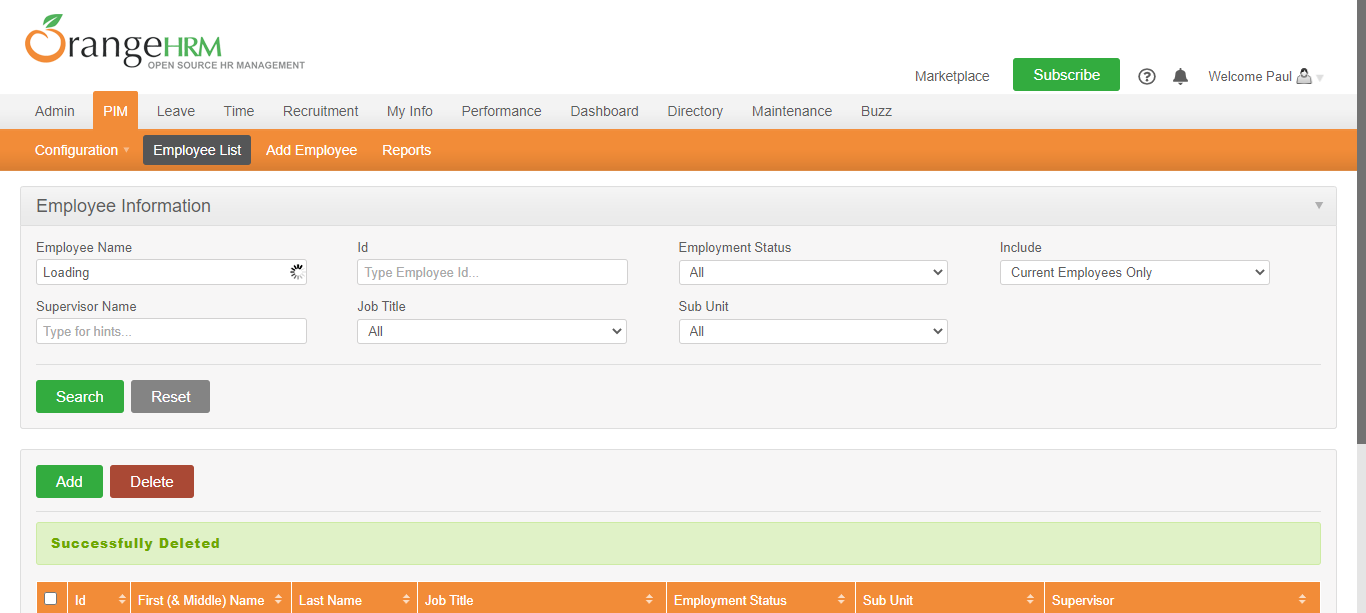 OrangeHRM
OPEN SOURCE HR MANAGEMENT
Marketplace Subscribe Welcome Paul
Admin PIM Leave Time Recruitment My Info Performance Dashboard Directory Maintenance Buzz
Configuration Employee List Add Employee Reports
Employee Information
Employee Name Id Employment Status Include
Loading Type Employee Id... All Current Employees Only
Supervisor Name Job Title Sub Unit
Type for hints... All All
Search Reset
Add Delete
Successfully Deleted
Id First (& Middle) Name Last Name Job Title Employment Status Sub Unit Supervisor